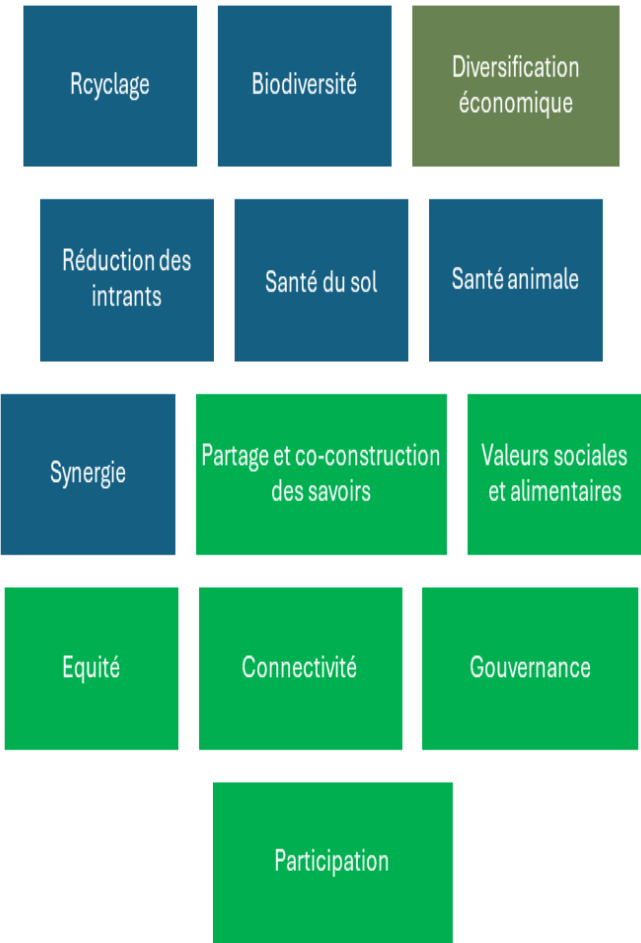 Rcyclage
Biodiversité
Diversification
économique
Réduction des
intrants
Santé du sol
Santé animale
Synergie
Partage et co-construction
des savoirs
Valeurs sociales
et alimentaires
Equité
Connectivité
Gouvernance
Participation